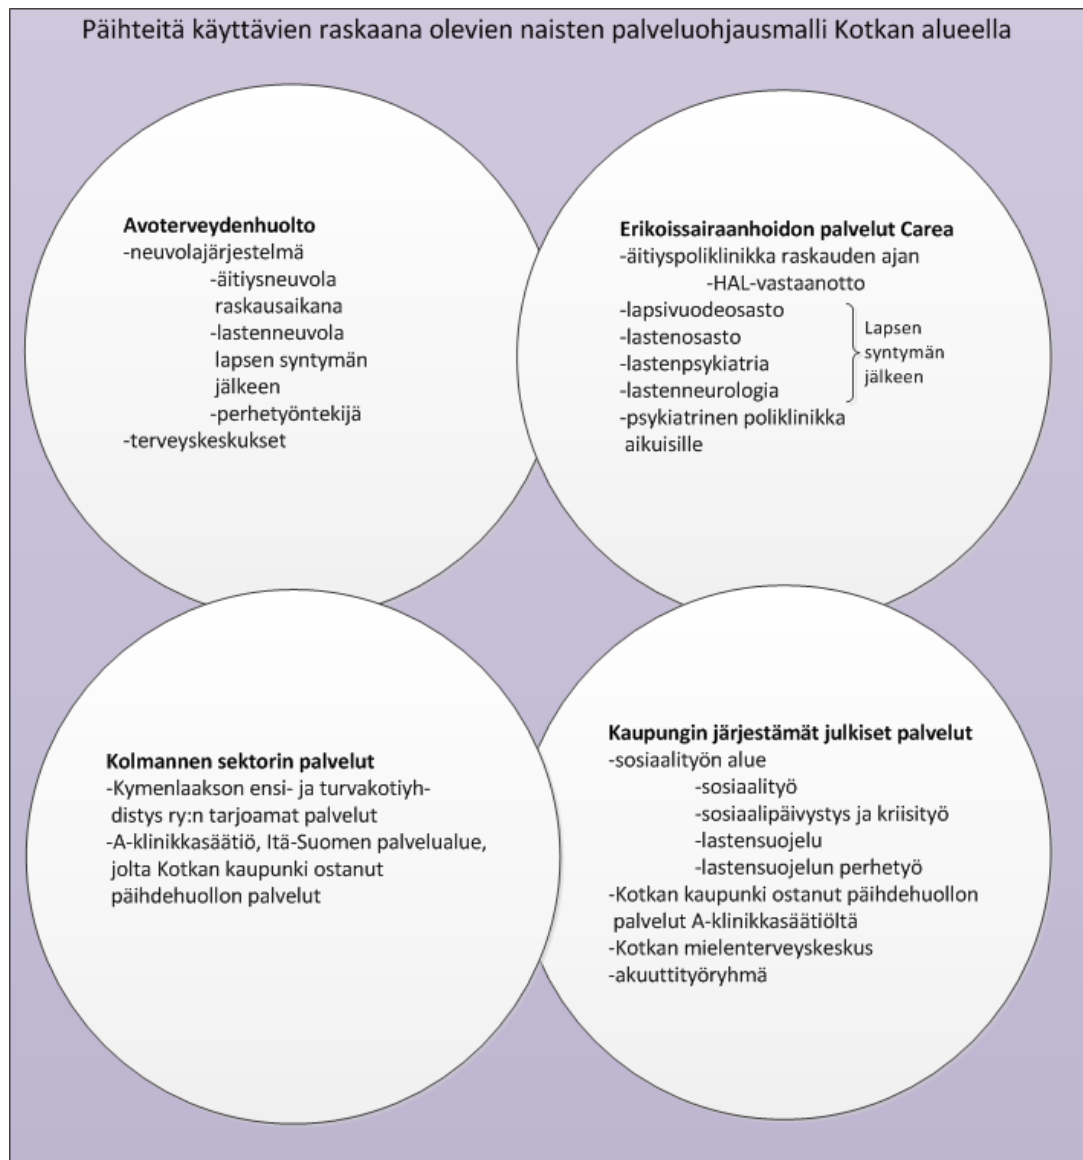 Päihteitä käyttävien raskaana olevien naisten palveluohjausmalli Kotkan alueella
Avoterveydenhuolto
-neuvolajärjestelmä
-äitiysneuvola
raskausaikana
-lastenneuvola
lapsen syntymän
jälkeen
-perhetyöntekijä
-terveyskeskukset
Erikoissairaanhoidon palvelut Carea
-äitiyspoliklinikka raskauden ajan
-HAL-vastaanotto
-lapsivuodeosasto
-lastenosasto
-lastenpsykiatria
-lastenneurologia
Lapsen
syntymän
jälkeen
-psykiatrinen poliklinikka
aikuisille
Kolmannen sektorin palvelut
-Kymenlaakson ensi- ja turvakotiyh-
distys ry:n tarjoamat palvelut
-A-klinikkasäätiö, Itä-Suomen palvelualue,
jolta Kotkan kaupunki ostanut
päihdehuollon palvelut
Kaupungin järjestämät julkiset palvelut
-sosiaalityön alue
-sosiaalityö
-sosiaalipäivystys ja kriisityö
-lastensuojelu
-lastensuojelun perhetyö
-Kotkan kaupunki ostanut päihdehuollon
palvelut A-klinikkasäätiöltä
-Kotkan mielenterveyskeskus
-akuuttityöryhmä